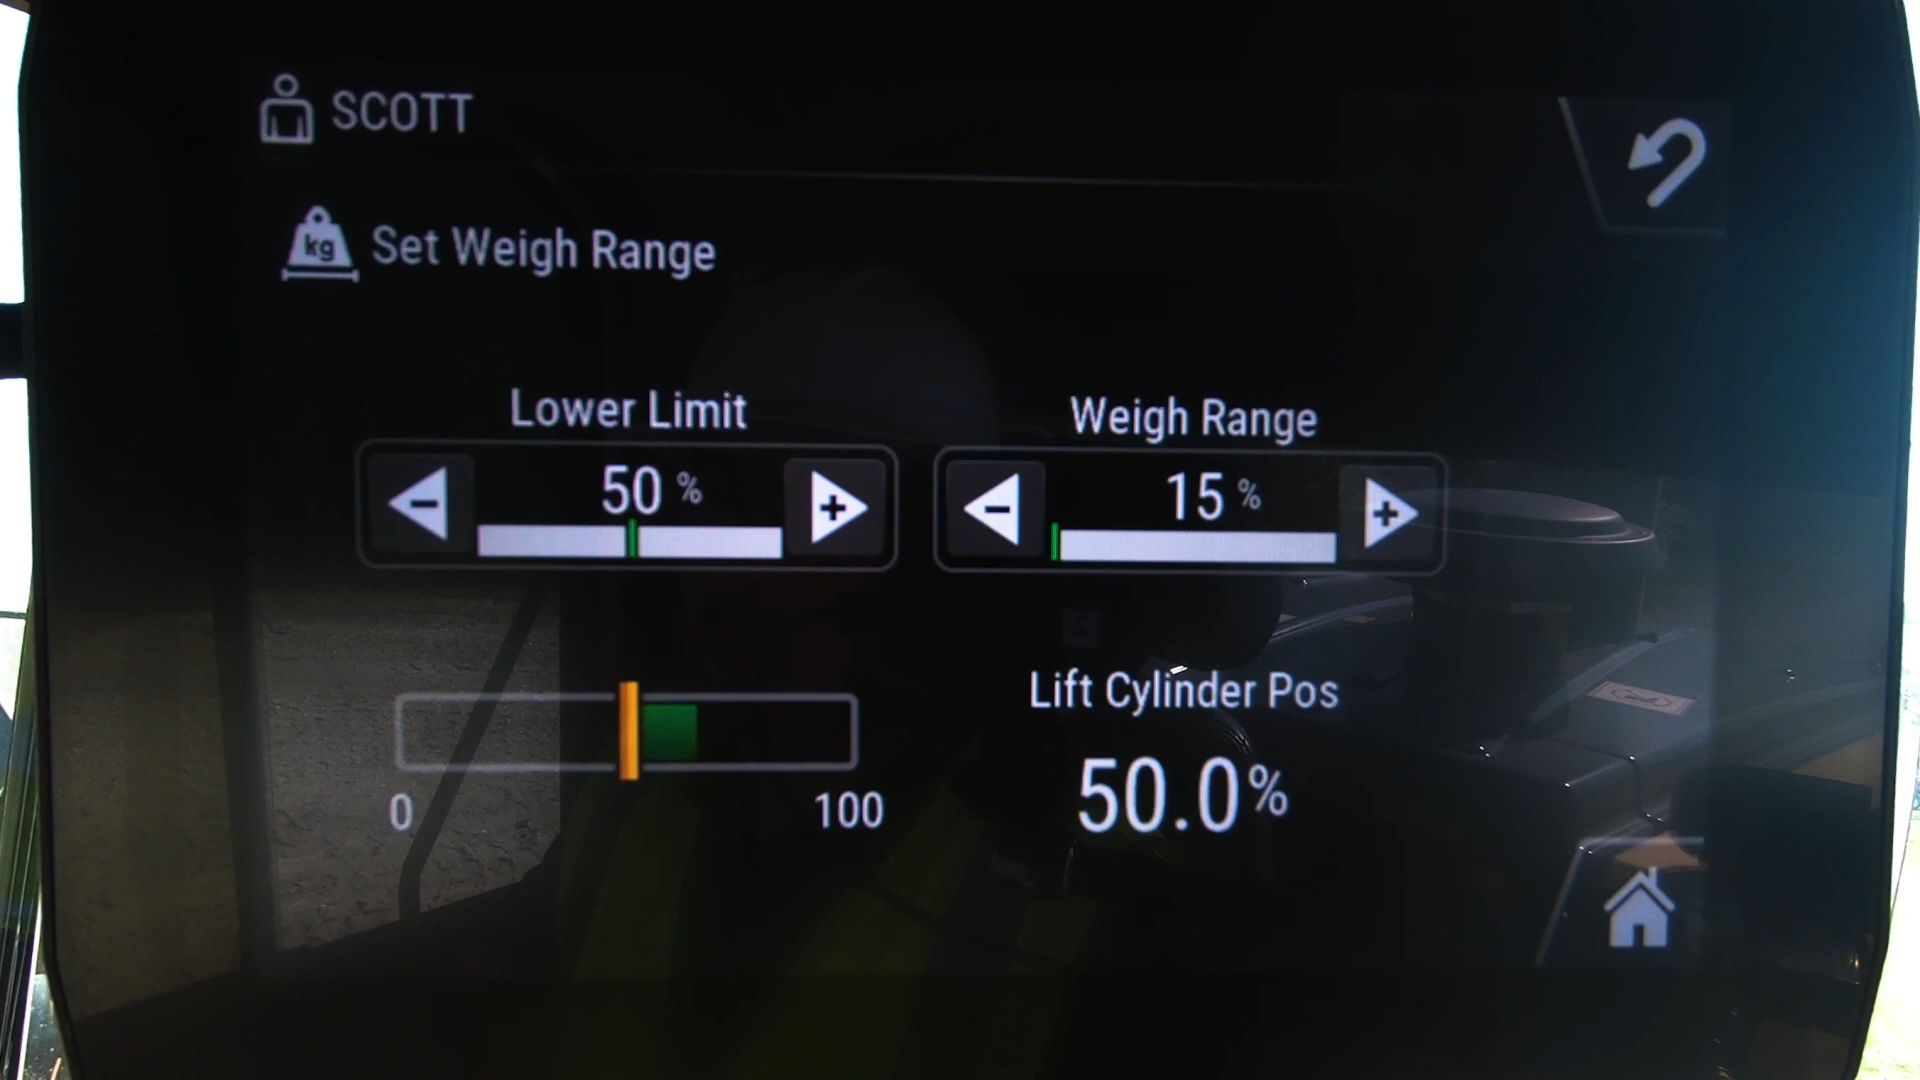 SCOTT
kg Set Weigh Range
Lower Limit
50 %
Weigh Range
15 %
0
100
Lift Cylinder Pos
50.0%